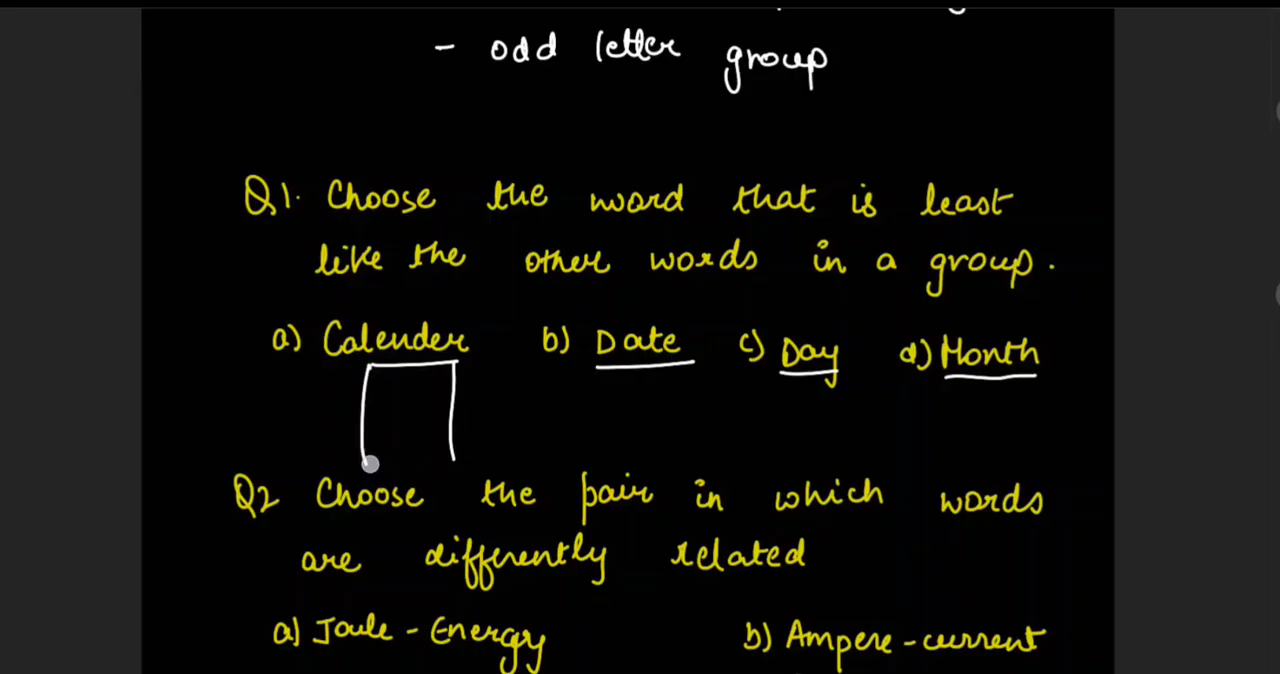 - odd letter group
Q1. Choose the word that is least
like the other words in a group.
a) Calender b) Date c) Day d) Month
Q2 Choose the pair in which words
are differently related
a) Joule - Energy b) Ampere - current